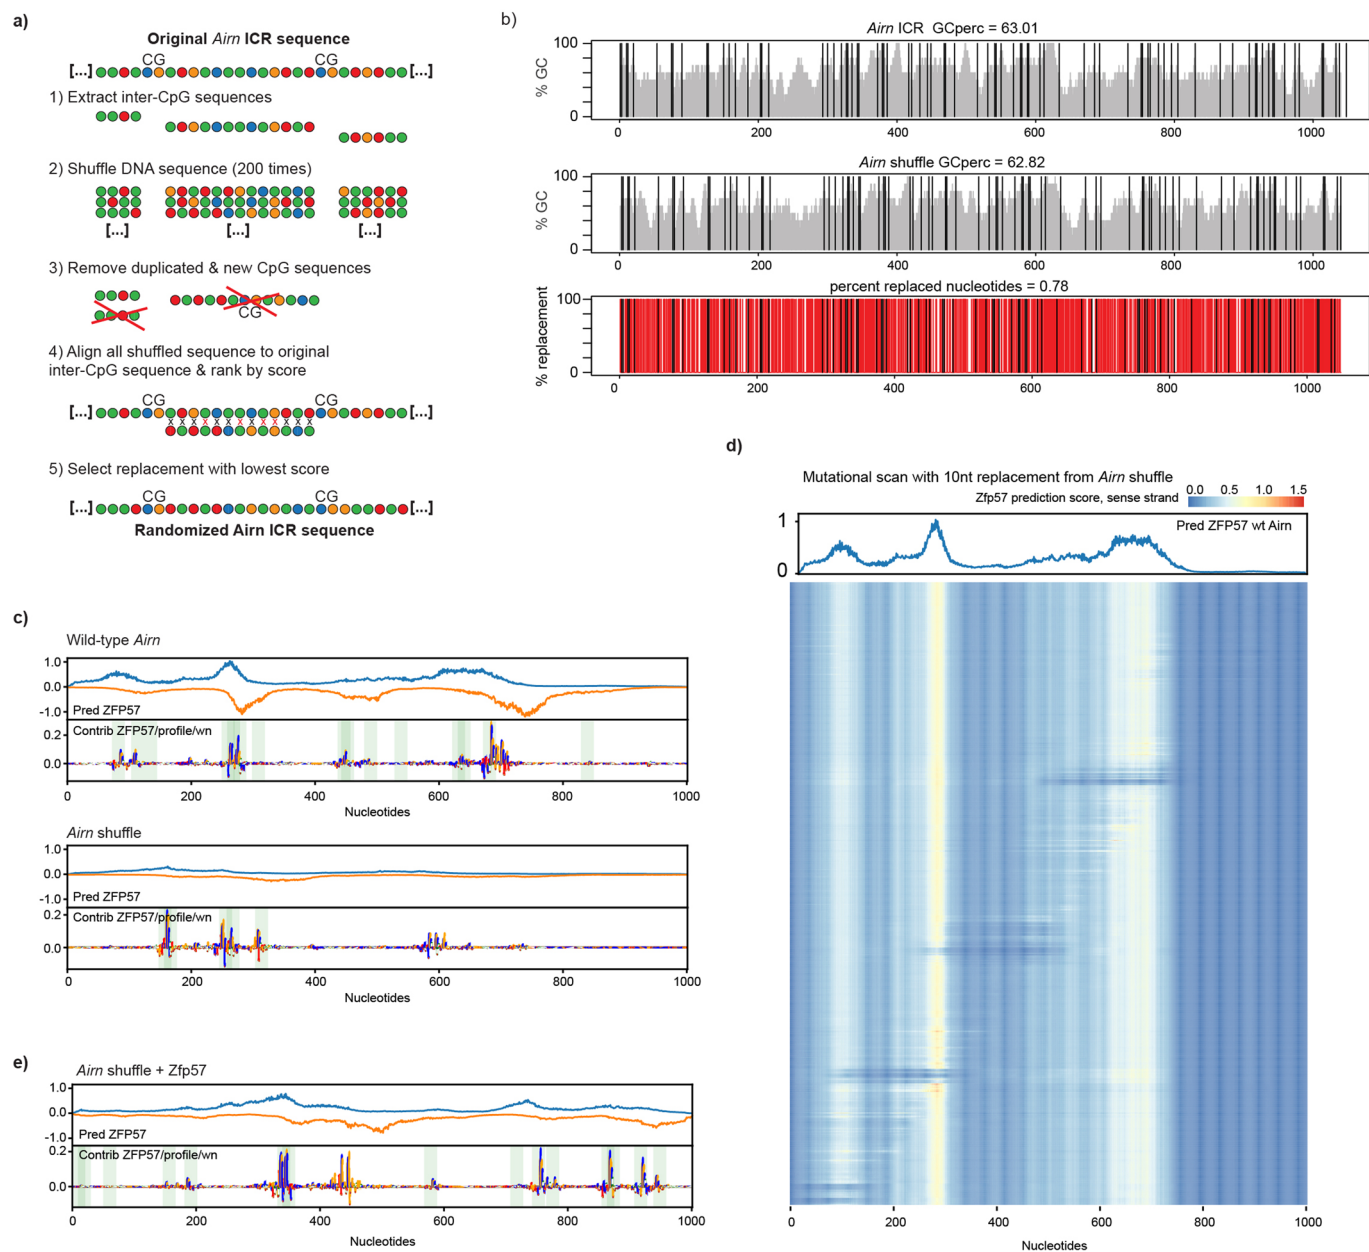 a)
Original Airn ICR sequence
CG CG
[...] [...]
1) Extract inter-CpG sequences
2) Shuffle DNA sequence (200 times)
[...] [...] [...]
3) Remove duplicated & new CpG sequences
CG
4) Align all shuffled sequence to original
inter-CpG sequence & rank by score
CG CG
[...] [...]
x x x x x x x x x x x x
5) Select replacement with lowest score
CG CG
[...] [...]
Randomized Airn ICR sequence
b)
Airn ICR GCperc = 63.01
% GC
100
0
0 200 400 600 800 1000
Airn shuffle GCperc = 62.82
% GC
100
0
0 200 400 600 800 1000
percent replaced nucleotides = 0.78
% replacement
100
0
0 200 400 600 800 1000
c)
Wild-type Airn
1.0
0.0
-1.0
Pred ZFP57
Contrib ZFP57/profile/wn
0.2
0.0
0 200 400 600 800 1000
Nucleotides
Airn shuffle
1.0
0.0
-1.0
Pred ZFP57
Contrib ZFP57/profile/wn
0.2
0.0
0 200 400 600 800 1000
Nucleotides
d)
Mutational scan with 10nt replacement from Airn shuffle
Zfp57 prediction score, sense strand
0.0 0.5 1.0 1.5
1
0
Pred ZFP57 wt Airn
0 200 400 600 800 1000
Nucleotides
e)
Airn shuffle + Zfp57
1.0
0.0
-1.0
Pred ZFP57
Contrib ZFP57/profile/wn
0.2
0.0
0 200 400 600 800 1000
Nucleotides